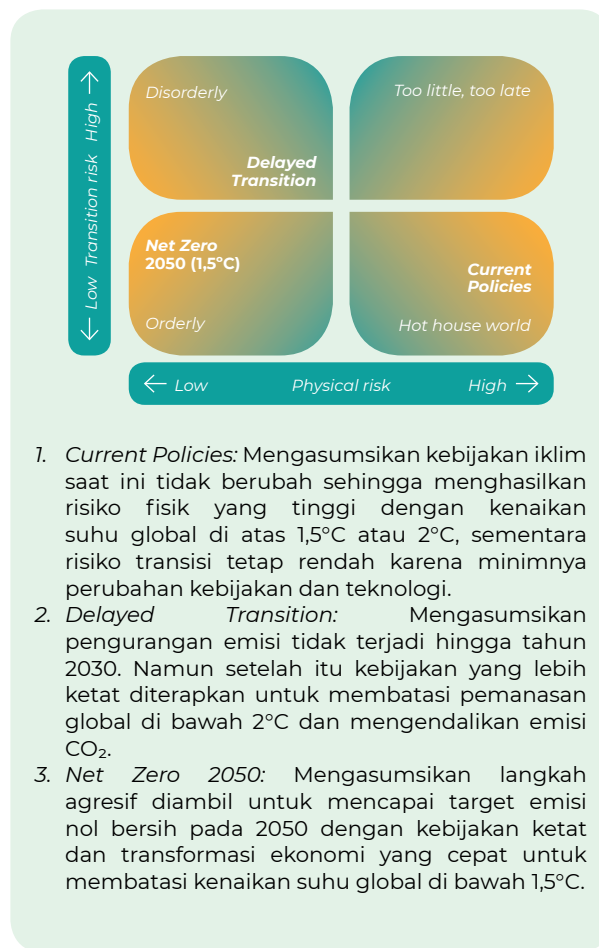 ← Low Transition risk High →
Disorderly
Delayed
Transition
Too little, too late
Net Zero
2050 (1,5°C)
Orderly
Current
Policies
Hot house world
← Low Physical risk High →
1. Current Policies: Mengasumsikan kebijakan iklim
saat ini tidak berubah sehingga menghasilkan
risiko fisik yang tinggi dengan kenaikan
suhu global di atas 1,5°C atau 2°C, sementara
risiko transisi tetap rendah karena minimnya
perubahan kebijakan dan teknologi.
2. Delayed Transition: Mengasumsikan
pengurangan emisi tidak terjadi hingga tahun
2030. Namun setelah itu kebijakan yang lebih
ketat diterapkan untuk membatasi pemanasan
global di bawah 2°C dan mengendalikan emisi
CO₂.
3. Net Zero 2050: Mengasumsikan langkah
agresif diambil untuk mencapai target emisi
nol bersih pada 2050 dengan kebijakan ketat
dan transformasi ekonomi yang cepat untuk
membatasi kenaikan suhu global di bawah 1,5°C.